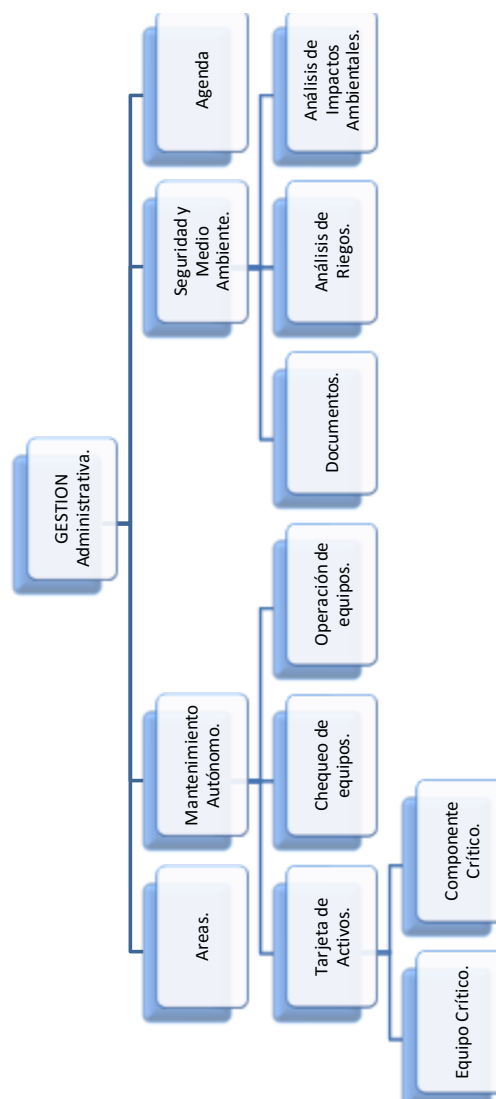 GESTION
Administrativa.
Areas.
Mantenimiento
Autónomo.
Seguridad y
Medio
Ambiente.
Agenda
Tarjeta de
Activos.
Chequeo de
equipos.
Operación de
equipos.
Documentos.
Análisis de
Riegos.
Análisis de
Impactos
Ambientales.
Equipo Crítico.
Componente
Crítico.